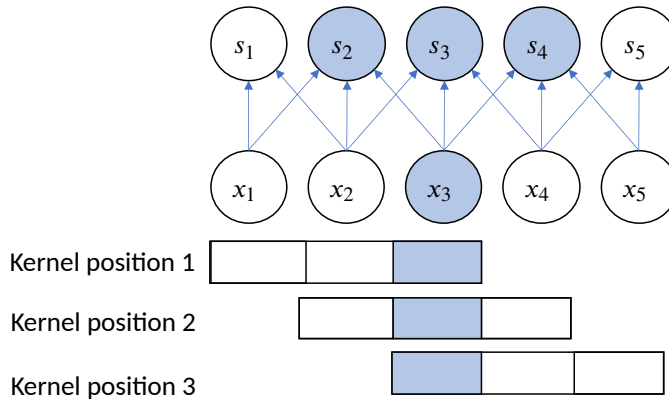 s₁ s₂ s₃ s₄ s₅
x₁ x₂ x₃ x₄ x₅
Kernel position 1
Kernel position 2
Kernel position 3